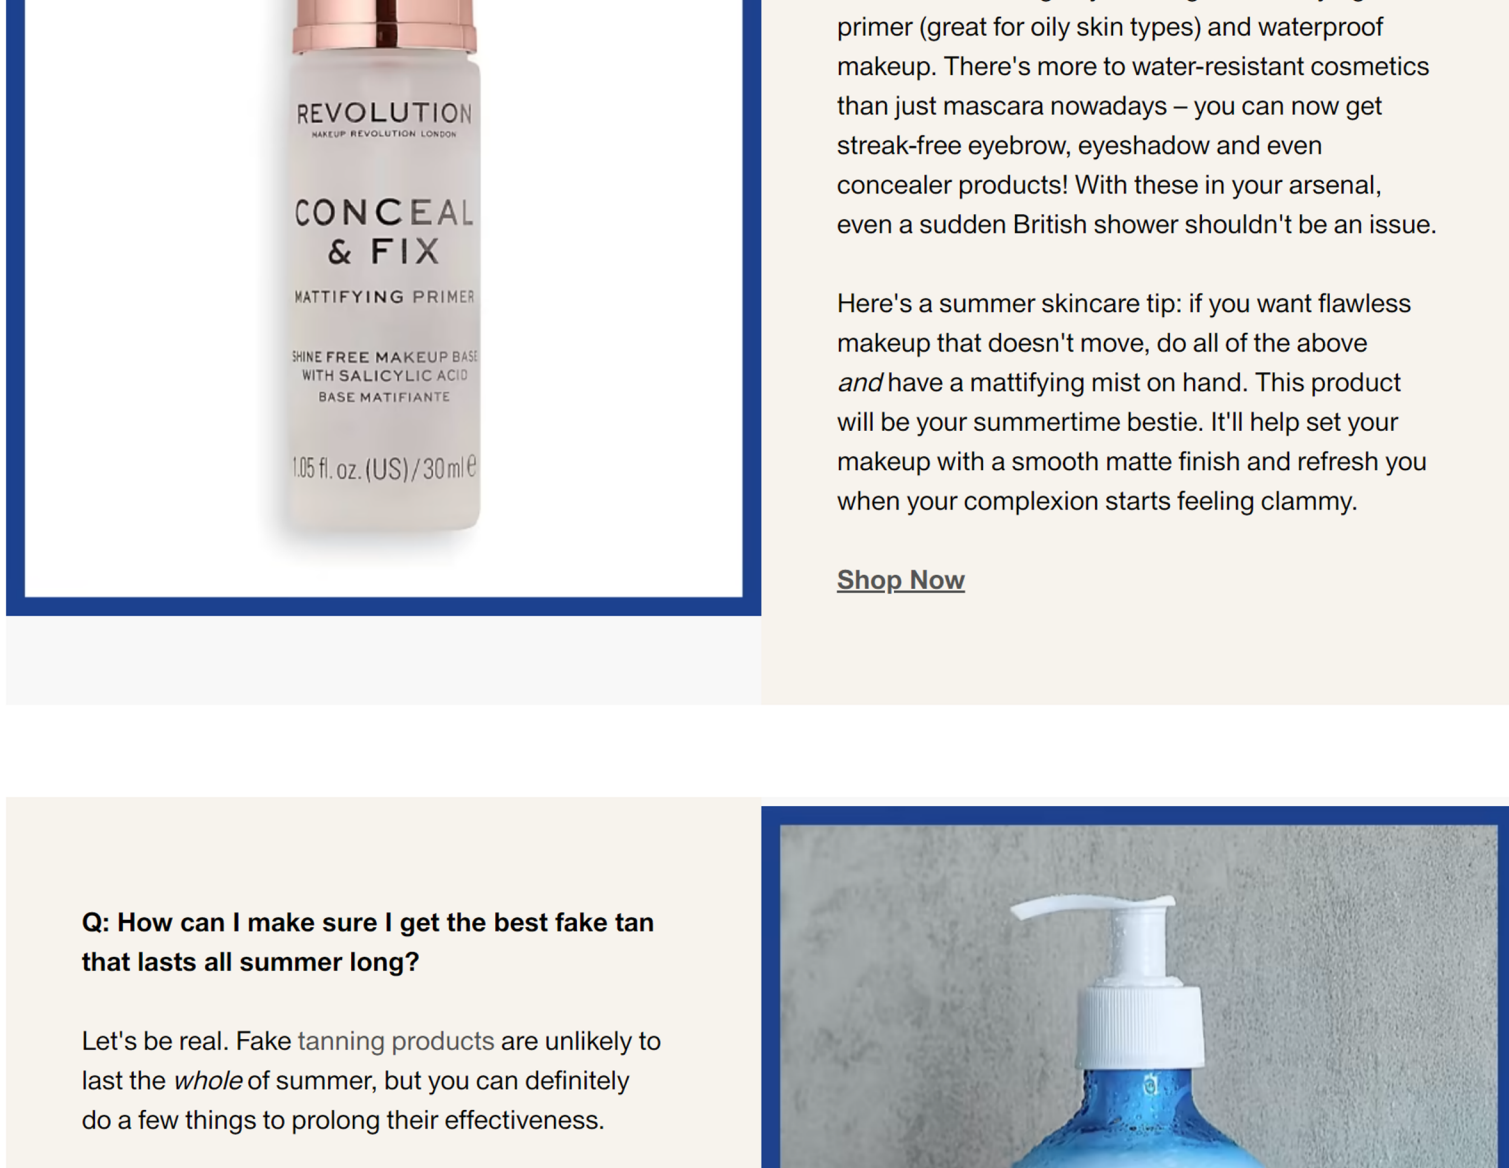 REVOLUTION
MAKEUP REVOLUTION LONDON
CONCEAL
& FIX
MATTIFYING PRIMER
SHINE FREE MAKEUP BASE
WITH SALICYLIC ACID
BASE MATIFIANTE
1.05 fl. oz. (US) / 30 ml e
primer (great for oily skin types) and waterproof
makeup. There's more to water-resistant cosmetics
than just mascara nowadays – you can now get
streak-free eyebrow, eyeshadow and even
concealer products! With these in your arsenal,
even a sudden British shower shouldn't be an issue.
Here's a summer skincare tip: if you want flawless
makeup that doesn't move, do all of the above
and have a mattifying mist on hand. This product
will be your summertime bestie. It'll help set your
makeup with a smooth matte finish and refresh you
when your complexion starts feeling clammy.
Shop Now
Q: How can I make sure I get the best fake tan
that lasts all summer long?
Let's be real. Fake tanning products are unlikely to
last the whole of summer, but you can definitely
do a few things to prolong their effectiveness.